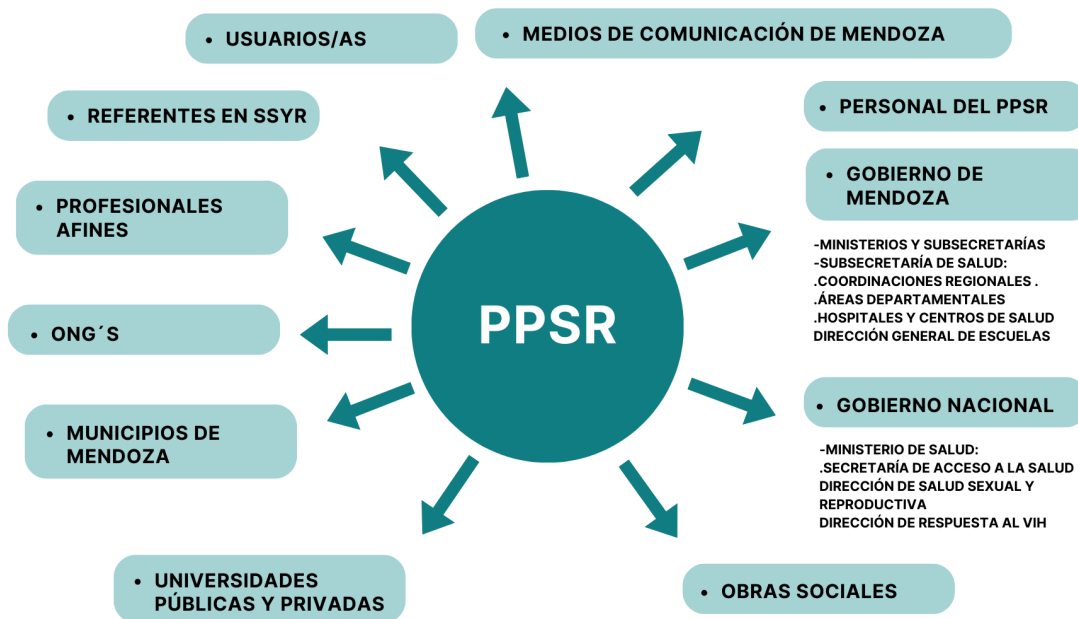 • USUARIOS/AS
• MEDIOS DE COMUNICACIÓN DE MENDOZA
• REFERENTES EN SSYR
• PERSONAL DEL PPSR
• PROFESIONALES
AFINES
• GOBIERNO DE
MENDOZA
-MINISTERIOS Y SUBSECRETARÍAS
-SUBSECRETARÍA DE SALUD:
.COORDINACIONES REGIONALES .
.ÁREAS DEPARTAMENTALES
.HOSPITALES Y CENTROS DE SALUD
DIRECCIÓN GENERAL DE ESCUELAS
PPSR
• ONG´S
• MUNICIPIOS DE
MENDOZA
• GOBIERNO NACIONAL
-MINISTERIO DE SALUD:
.SECRETARÍA DE ACCESO A LA SALUD
DIRECCIÓN DE SALUD SEXUAL Y
REPRODUCTIVA
DIRECCIÓN DE RESPUESTA AL VIH
• UNIVERSIDADES
PÚBLICAS Y PRIVADAS
• OBRAS SOCIALES